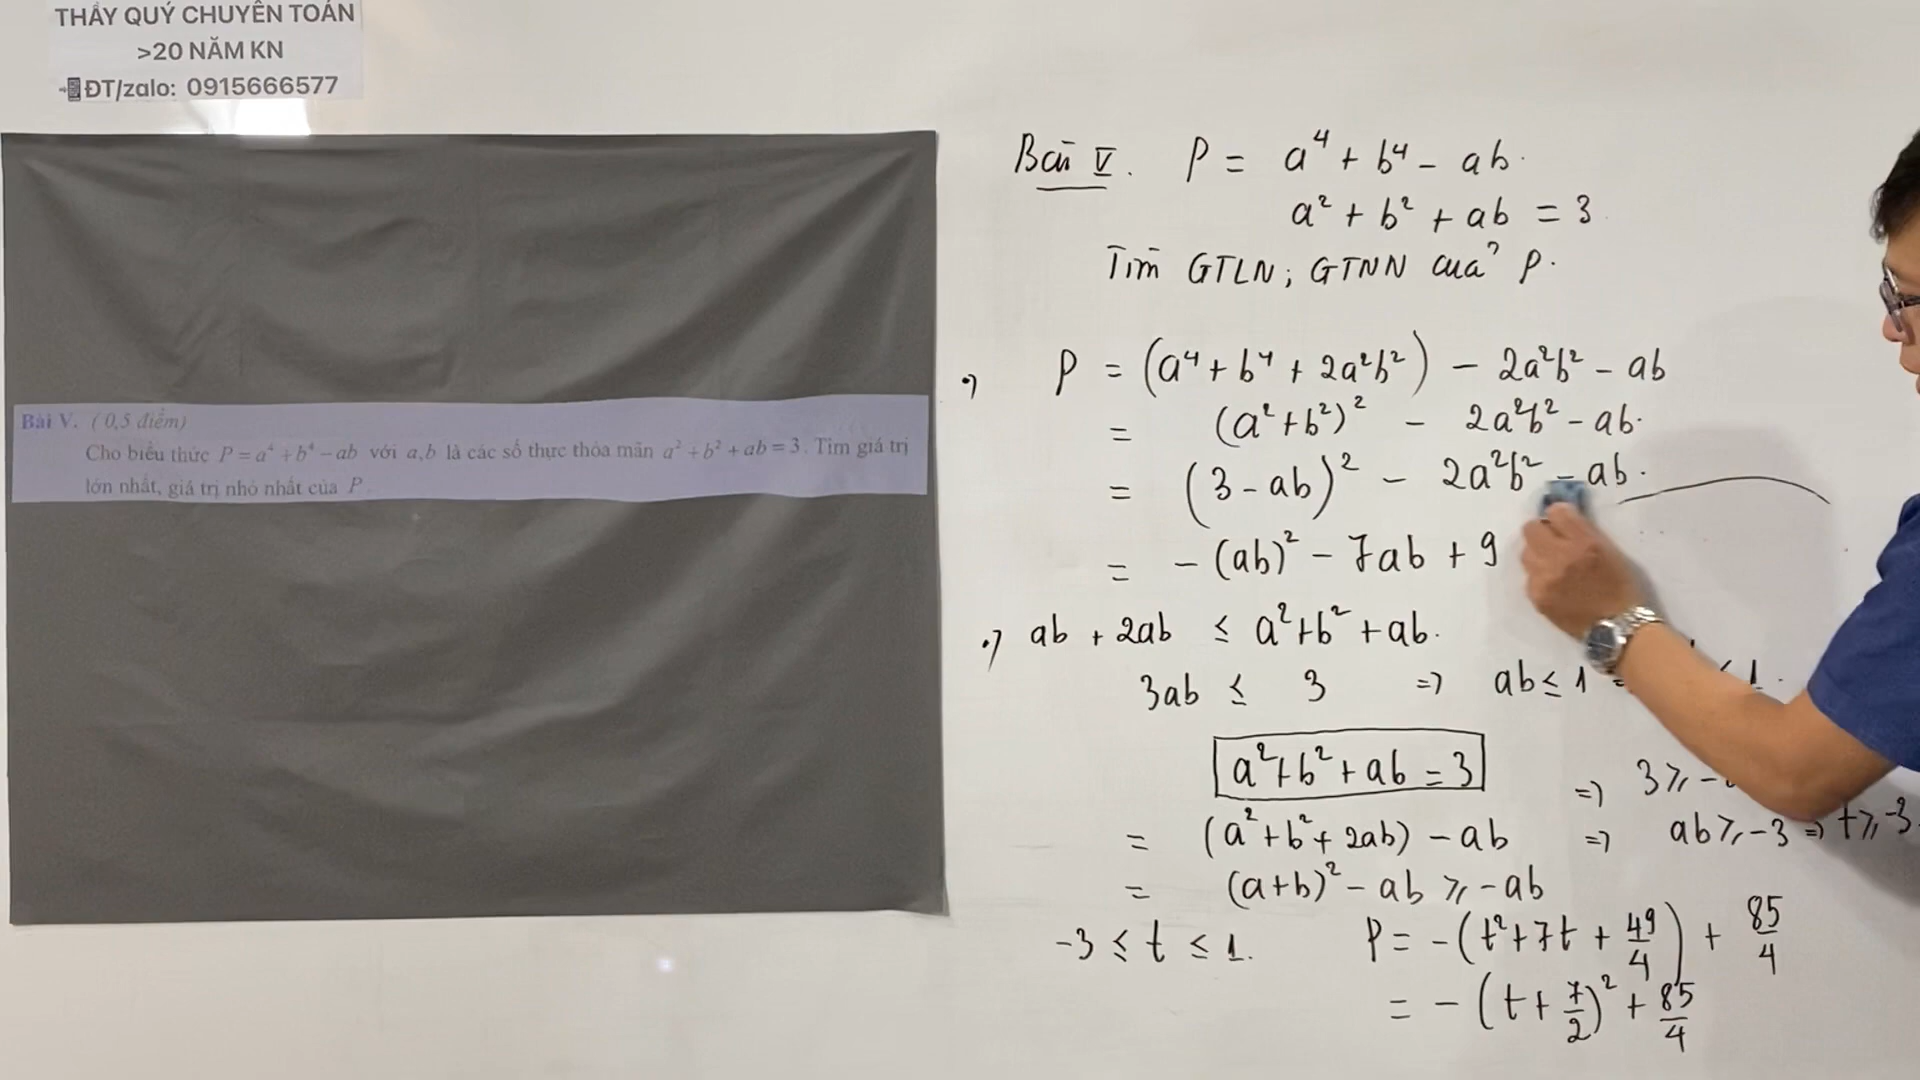 THẦY QUÝ CHUYÊN TOÁN
>20 NĂM KN
ĐT/zalo: 0915666577
Bài V. ( 0,5 điểm)
Cho biểu thức P = a⁴ + b⁴ − ab với a,b là các số thực thỏa mãn a² + b² + ab = 3. Tìm giá trị
lớn nhất, giá trị nhỏ nhất của P
Bài V. P = a⁴ + b⁴ − ab.
a² + b² + ab = 3
Tìm GTLN; GTNN của P.
P = (a⁴ + b⁴ + 2a²b²) − 2a²b² − ab
= (a² + b²)² − 2a²b² − ab.
= (3 − ab)² − 2a²b² − ab.
= − (ab)² − 7ab + 9
ab + 2ab ≤ a² + b² + ab.
3ab ≤ 3 => ab ≤ 1
a² + b² + ab = 3 => 3 ≥ −
= (a² + b² + 2ab) − ab => ab ≥ −3 => t ≥ −3
= (a+b)² − ab ≥ − ab
−3 ≤ t ≤ 1. P = − (t² + 7t + 49/4) + 85/4
= − (t + 7/2)² + 85/4